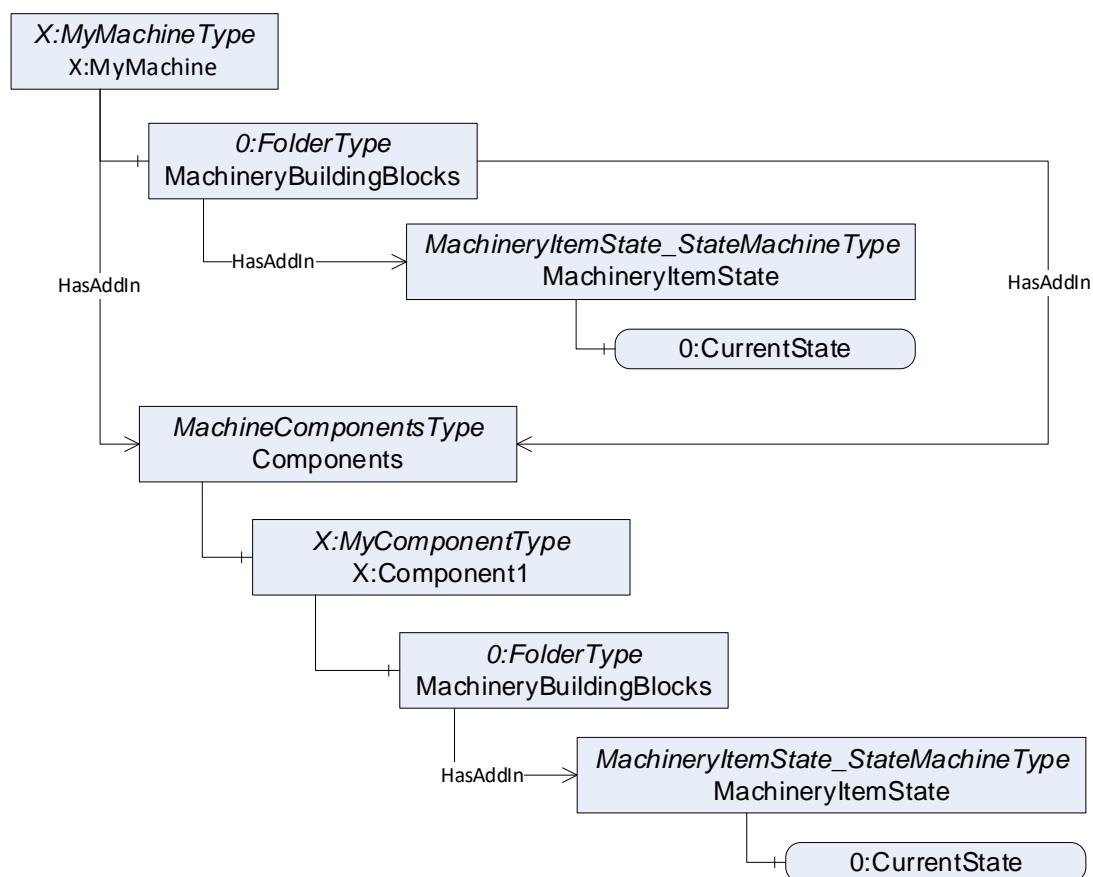 X:MyMachineType
X:MyMachine
0:FolderType
MachineryBuildingBlocks
MachineryItemState_StateMachineType
MachineryItemState
HasAddIn
HasAddIn
HasAddIn
0:CurrentState
MachineComponentsType
Components
X:MyComponentType
X:Component1
0:FolderType
MachineryBuildingBlocks
MachineryItemState_StateMachineType
MachineryItemState
HasAddIn
0:CurrentState